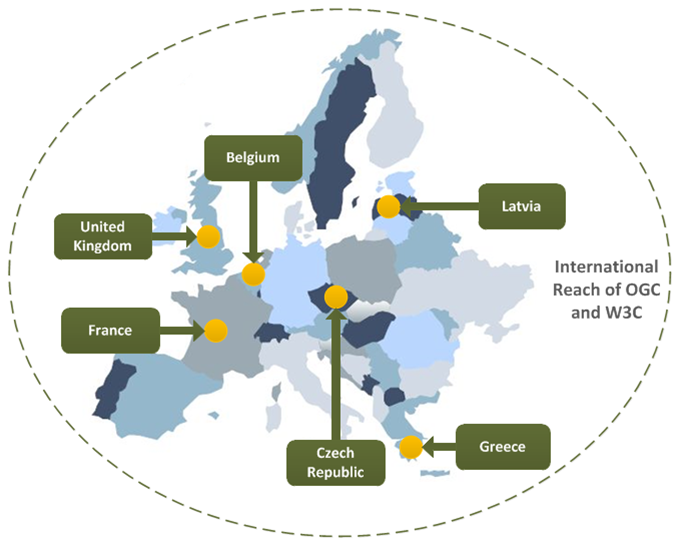 Belgium
Latvia
United
Kingdom
International
Reach of OGC
and W3C
France
Greece
Czech
Republic